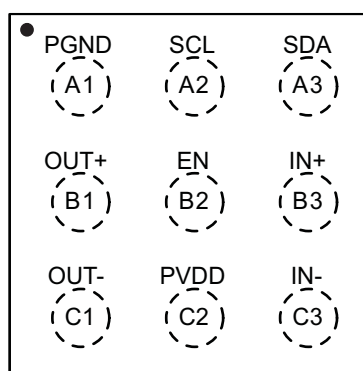 PGND SCL SDA
A1 A2 A3
OUT+ EN IN+
B1 B2 B3
OUT- PVDD IN-
C1 C2 C3